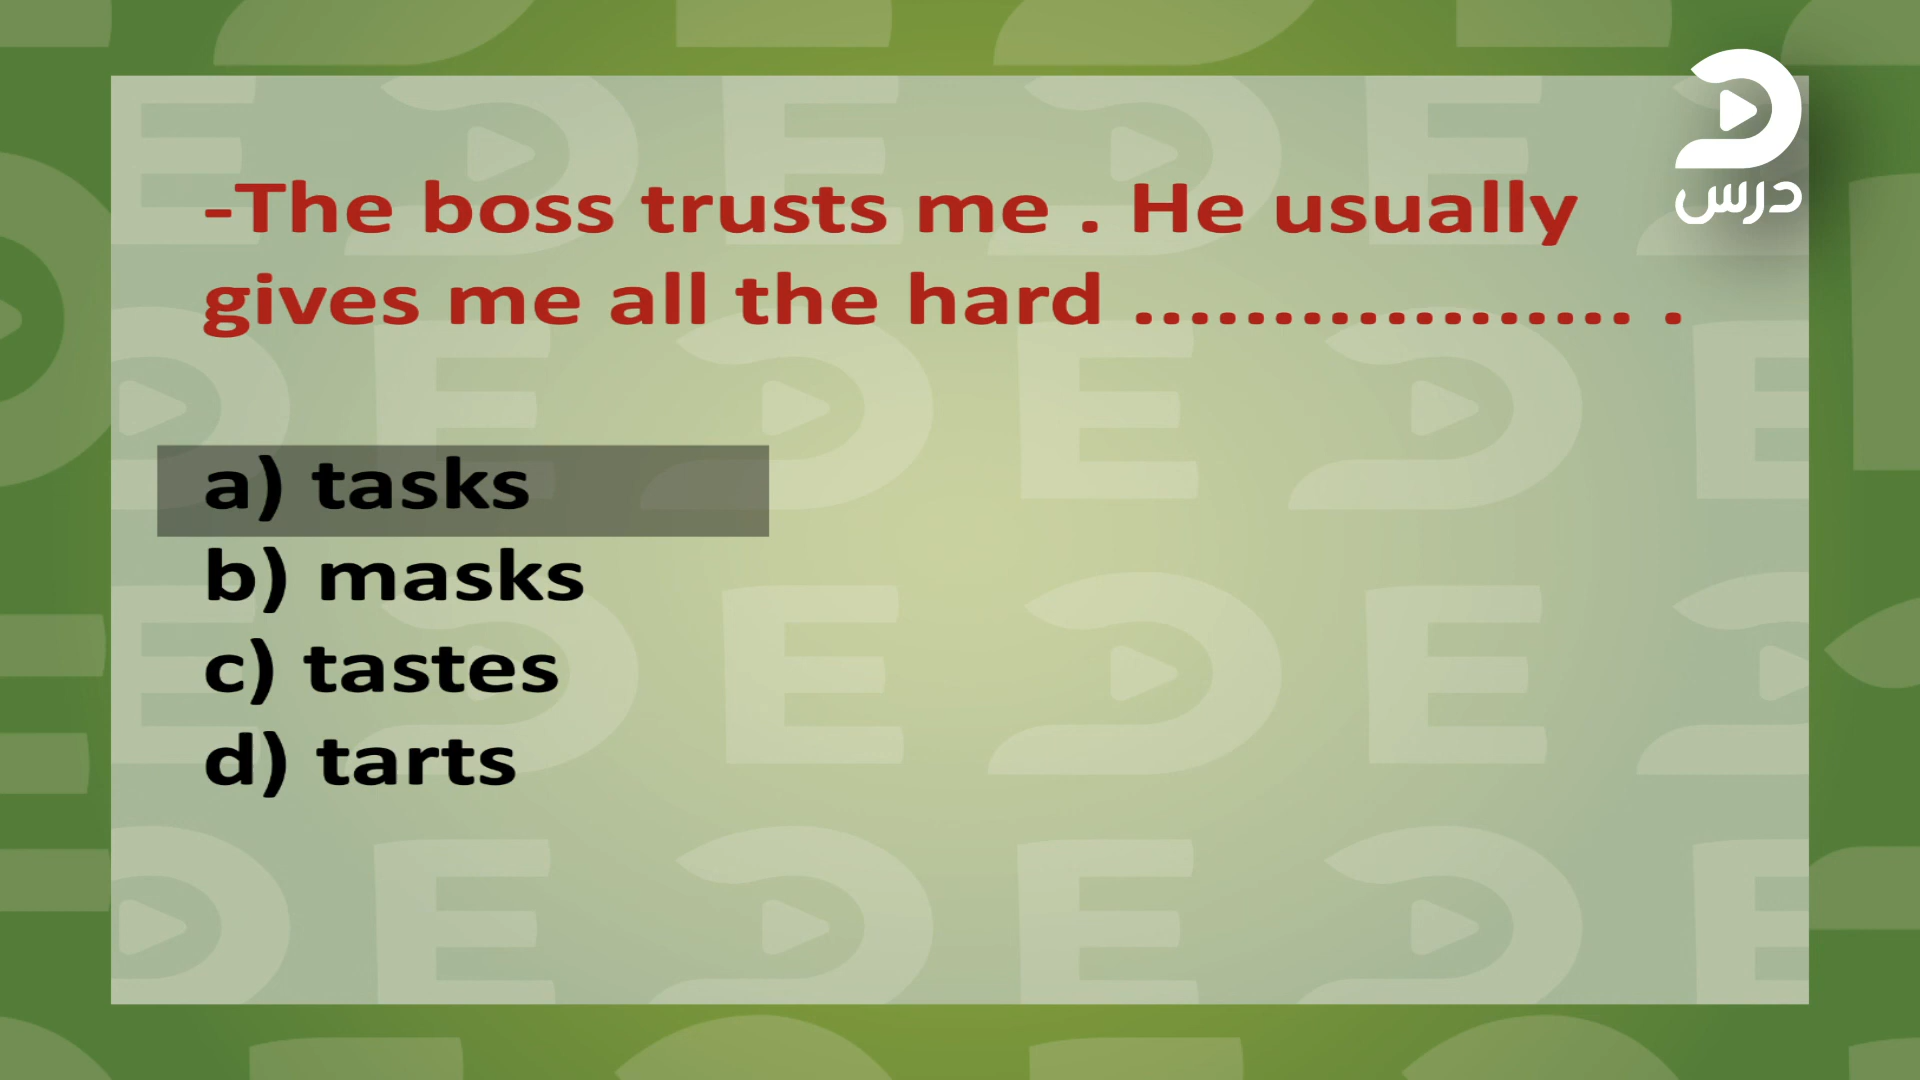 درس
-The boss trusts me . He usually
gives me all the hard .................. .
a) tasks
b) masks
c) tastes
d) tarts